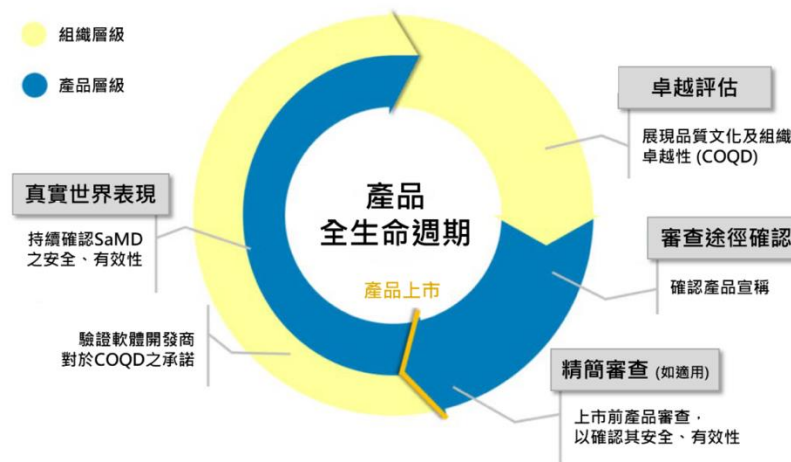 組織層級
產品層級
卓越評估
展現品質文化及組織
卓越性 (COQD)
真實世界表現
持續確認SaMD
之安全、有效性
產品
全生命週期
產品上市
審查途徑確認
確認產品宣稱
驗證軟體開發商
對於COQD之承諾
精簡審查 (如適用)
上市前產品審查，
以確認其安全、有效性